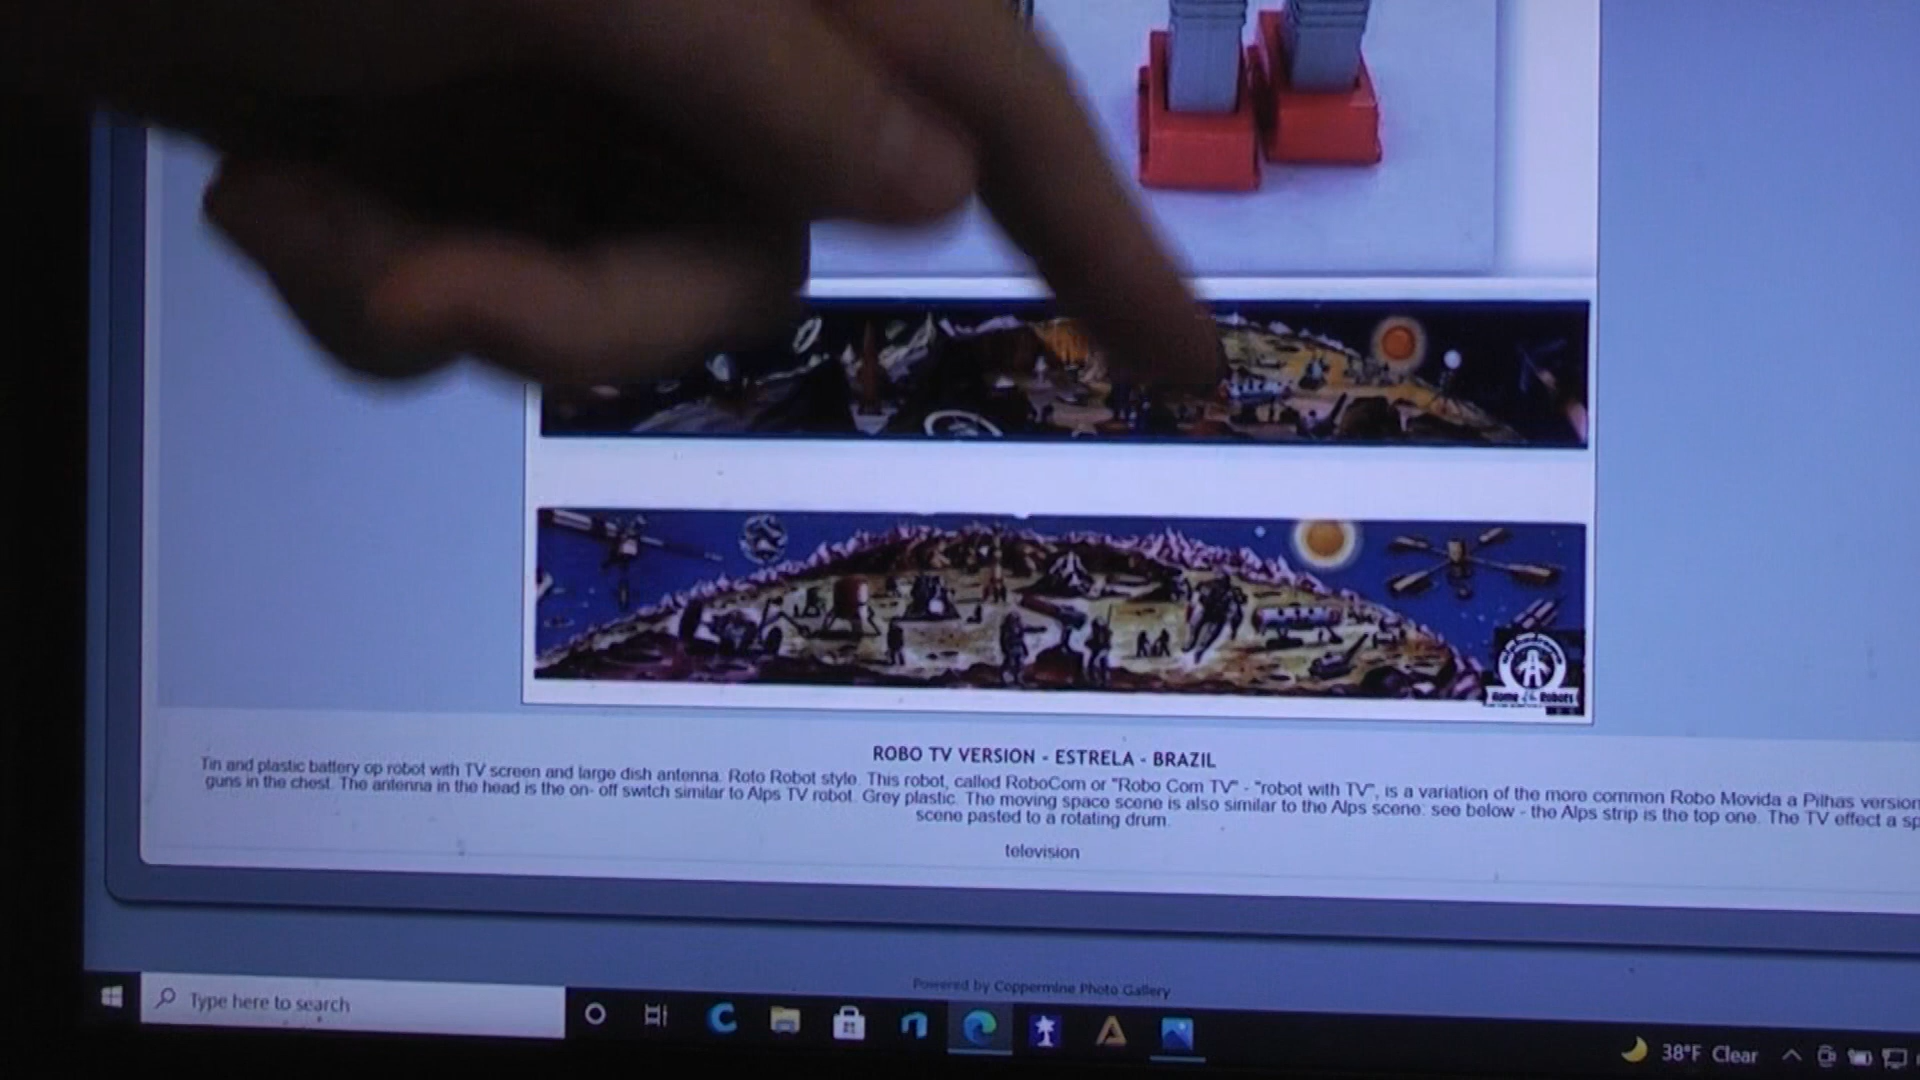 Home of the Robots
ROBO TV VERSION - ESTRELA - BRAZIL
Tin and plastic battery op robot with TV screen and large dish antenna. Roto Robot style. This robot, called RoboCom or "Robo Com TV" - "robot with TV", is a variation of the more common Robo Movida a Pilhas version
guns in the chest. The antenna in the head is the on- off switch similar to Alps TV robot. Grey plastic. The moving space scene is also similar to the Alps scene: see below - the Alps strip is the top one. The TV effect a sp
scene pasted to a rotating drum.
television
Powered by Coppermine Photo Gallery
Type here to search
38°F Clear